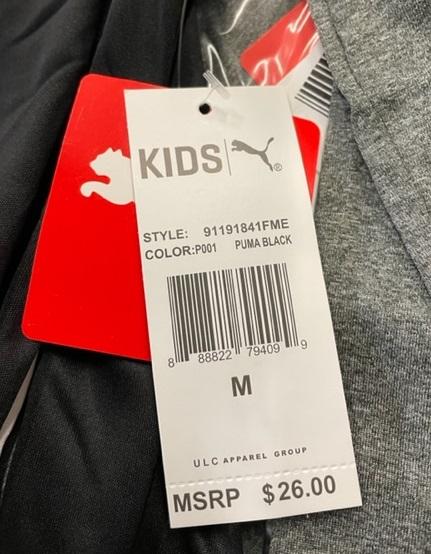 KIDS
STYLE: 91191841FME
COLOR:P001 PUMA BLACK
8 88822 79409 9
M
ULC APPAREL GROUP
MSRP $26.00